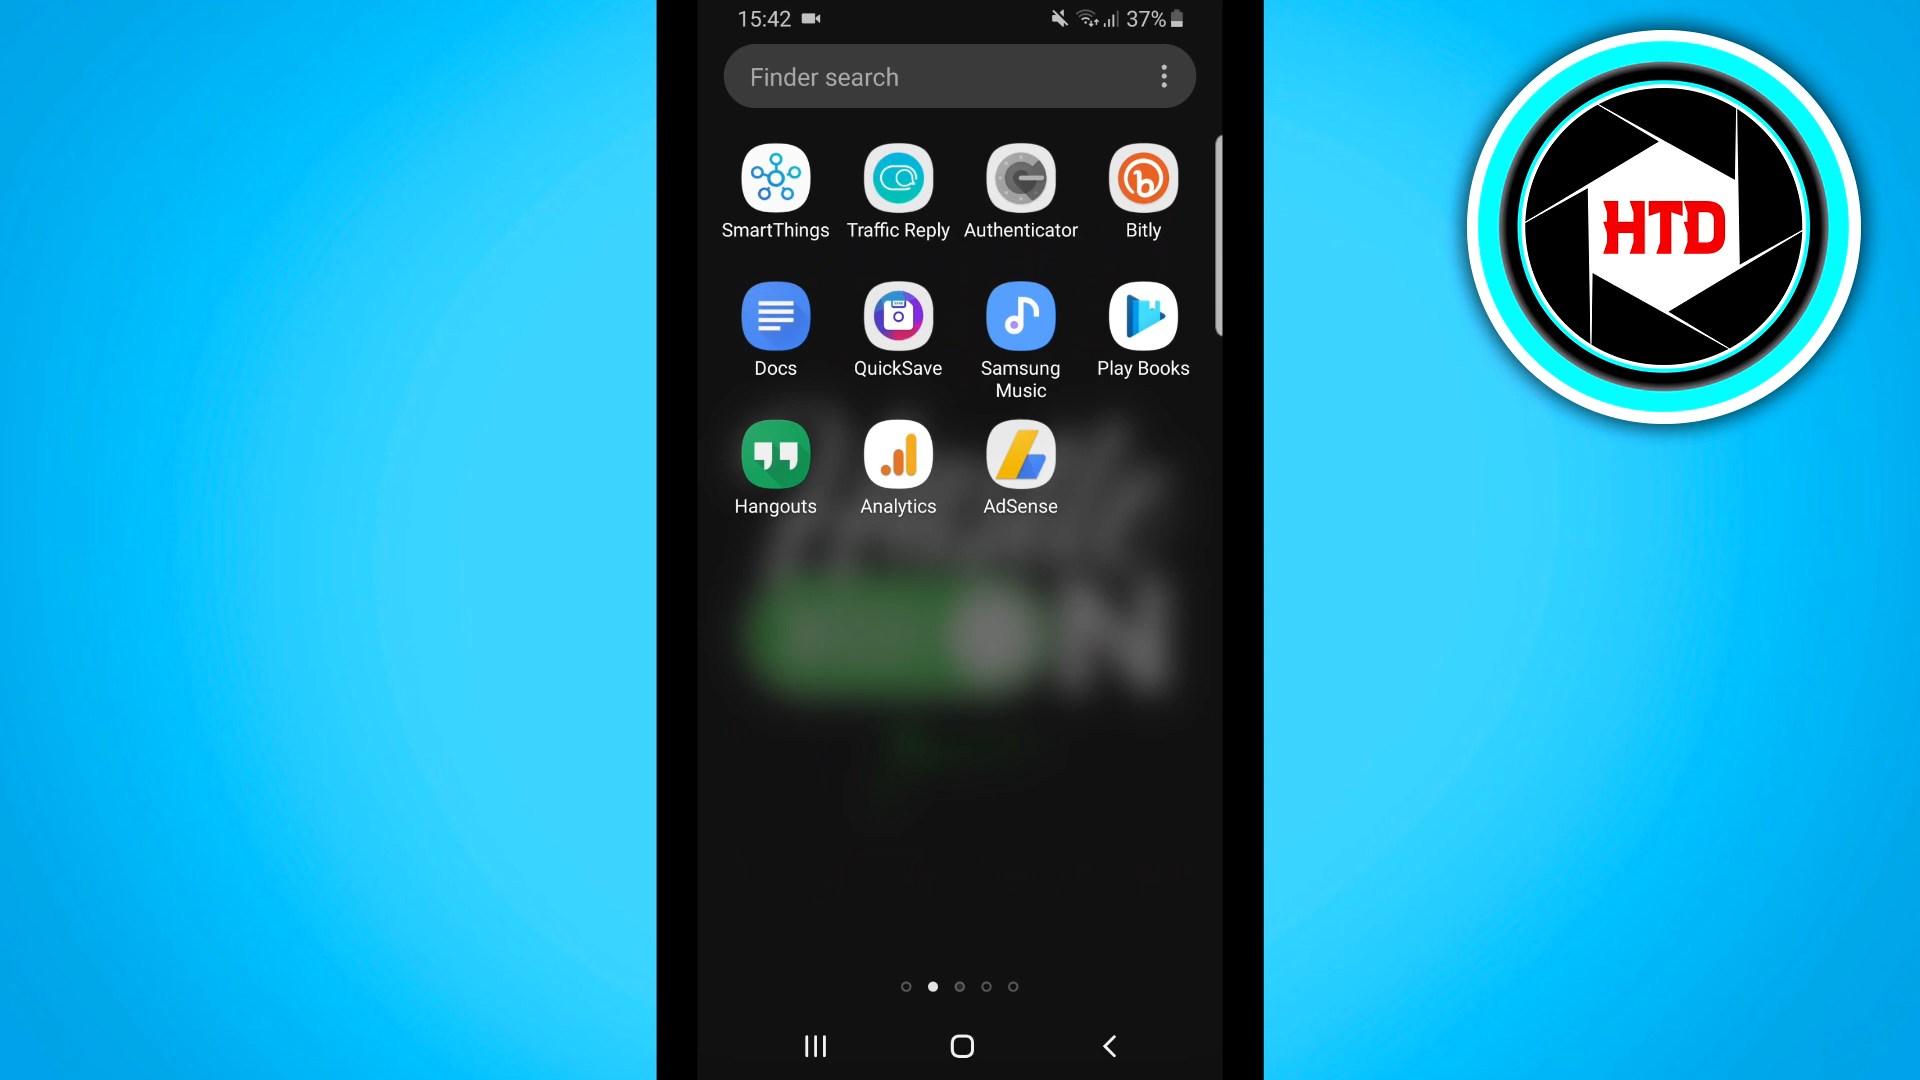 15:42
37%
Finder search
SmartThings
Traffic Reply
Authenticator
Bitly
Docs
QuickSave
Samsung
Music
Play Books
Hangouts
Analytics
AdSense
ON
HTD